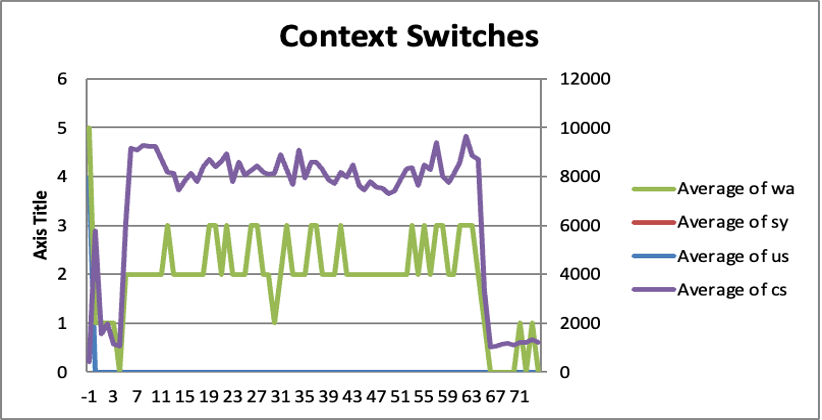 Context Switches
6
5
4
3
2
1
0
Axis Title
12000
10000
8000
6000
4000
2000
0
-1 3 7 11 15 19 23 27 31 35 39 43 47 51 55 59 63 67 71
Average of wa
Average of sy
Average of us
Average of cs